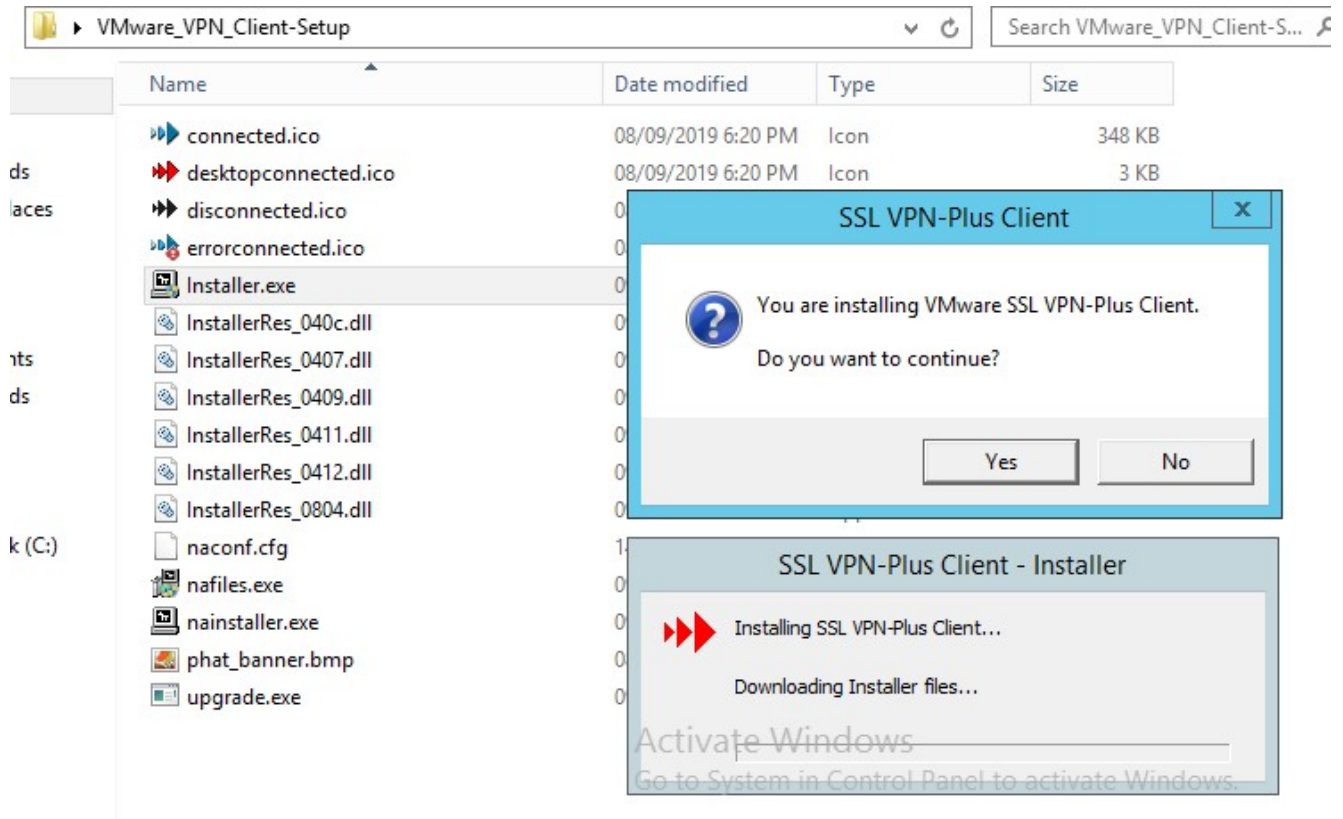 VMware_VPN_Client-Setup
Search VMware_VPN_Client-S...
Name Date modified Type Size
connected.ico 08/09/2019 6:20 PM Icon 348 KB
ds desktopconnected.ico 08/09/2019 6:20 PM Icon 3 KB
laces disconnected.ico
errorconnected.ico
Installer.exe
InstallerRes_040c.dll
nts InstallerRes_0407.dll
ds InstallerRes_0409.dll
InstallerRes_0411.dll
InstallerRes_0412.dll
InstallerRes_0804.dll
k (C:) naconf.cfg
nafiles.exe
nainstaller.exe
phat_banner.bmp
upgrade.exe
SSL VPN-Plus Client
x
You are installing VMware SSL VPN-Plus Client.
Do you want to continue?
Yes No
SSL VPN-Plus Client - Installer
Installing SSL VPN-Plus Client...
Downloading Installer files...
Activate Windows
Go to System in Control Panel to activate Windows.